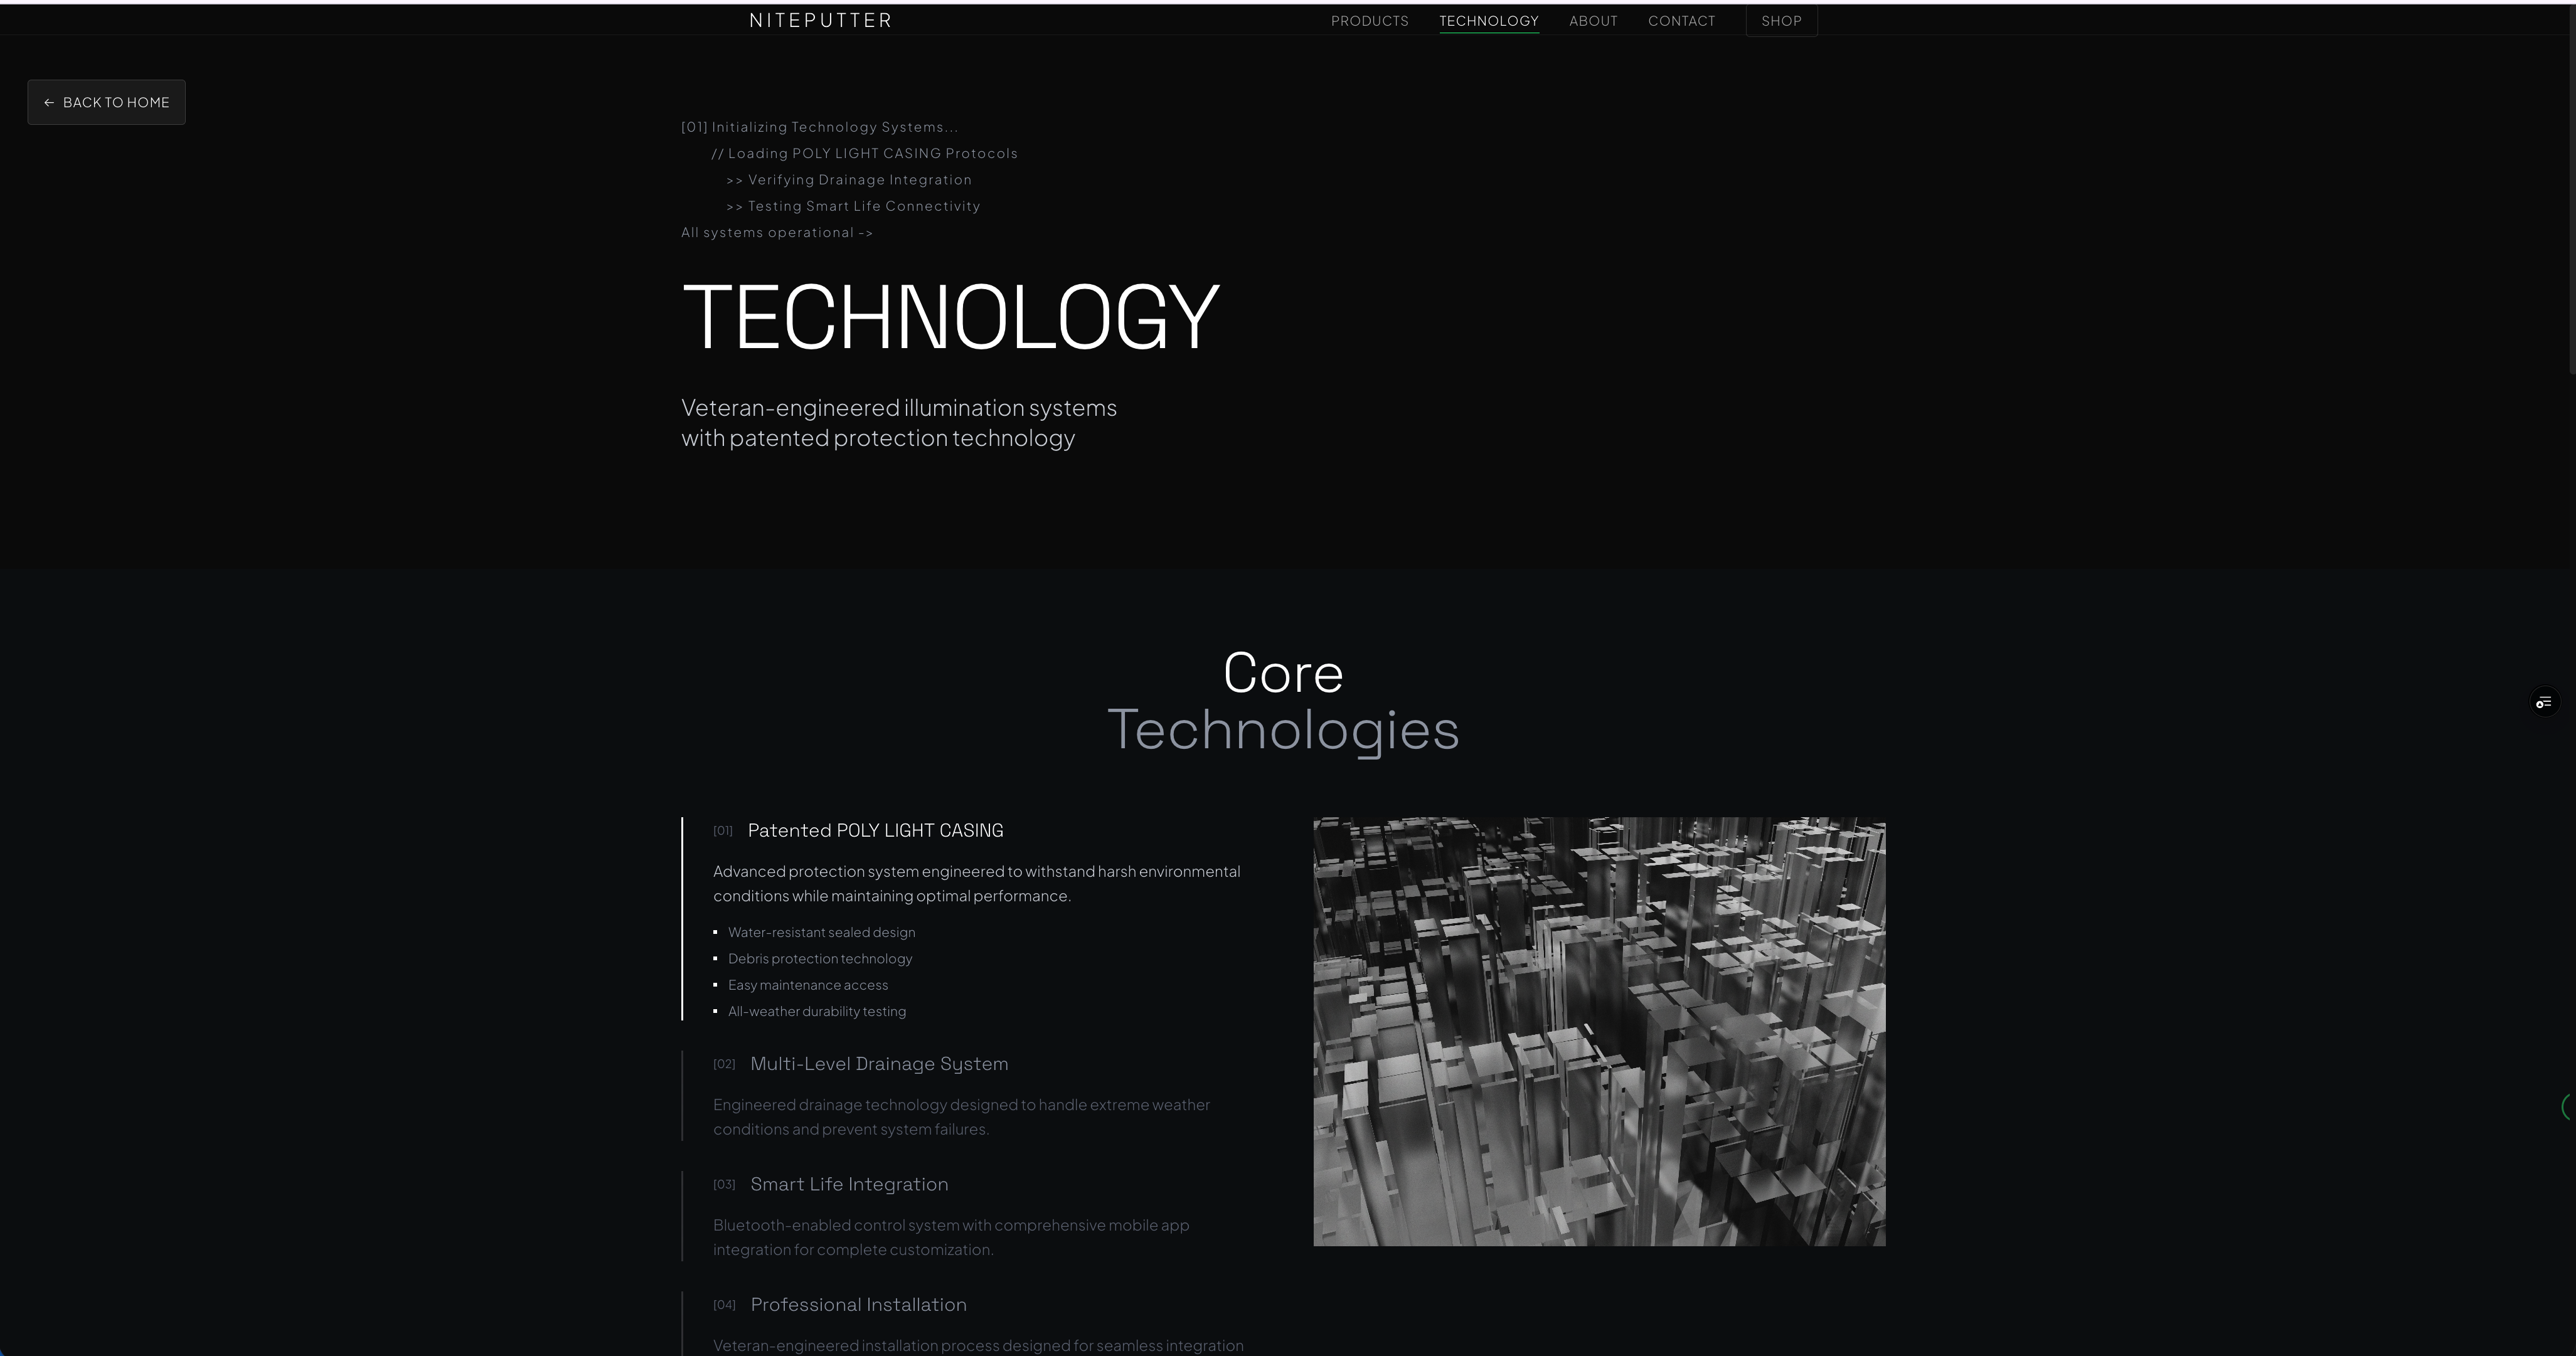 NITEPUTTER
PRODUCTS TECHNOLOGY ABOUT CONTACT SHOP
← BACK TO HOME
[01] Initializing Technology Systems...
// Loading POLY LIGHT CASING Protocols
>> Verifying Drainage Integration
>> Testing Smart Life Connectivity
All systems operational ->
TECHNOLOGY
Veteran-engineered illumination systems
with patented protection technology
Core
Technologies
[01] Patented POLY LIGHT CASING
Advanced protection system engineered to withstand harsh environmental
conditions while maintaining optimal performance.
Water-resistant sealed design
Debris protection technology
Easy maintenance access
All-weather durability testing
[02] Multi-Level Drainage System
Engineered drainage technology designed to handle extreme weather
conditions and prevent system failures.
[03] Smart Life Integration
Bluetooth-enabled control system with comprehensive mobile app
integration for complete customization.
[04] Professional Installation
Veteran-engineered installation process designed for seamless integration